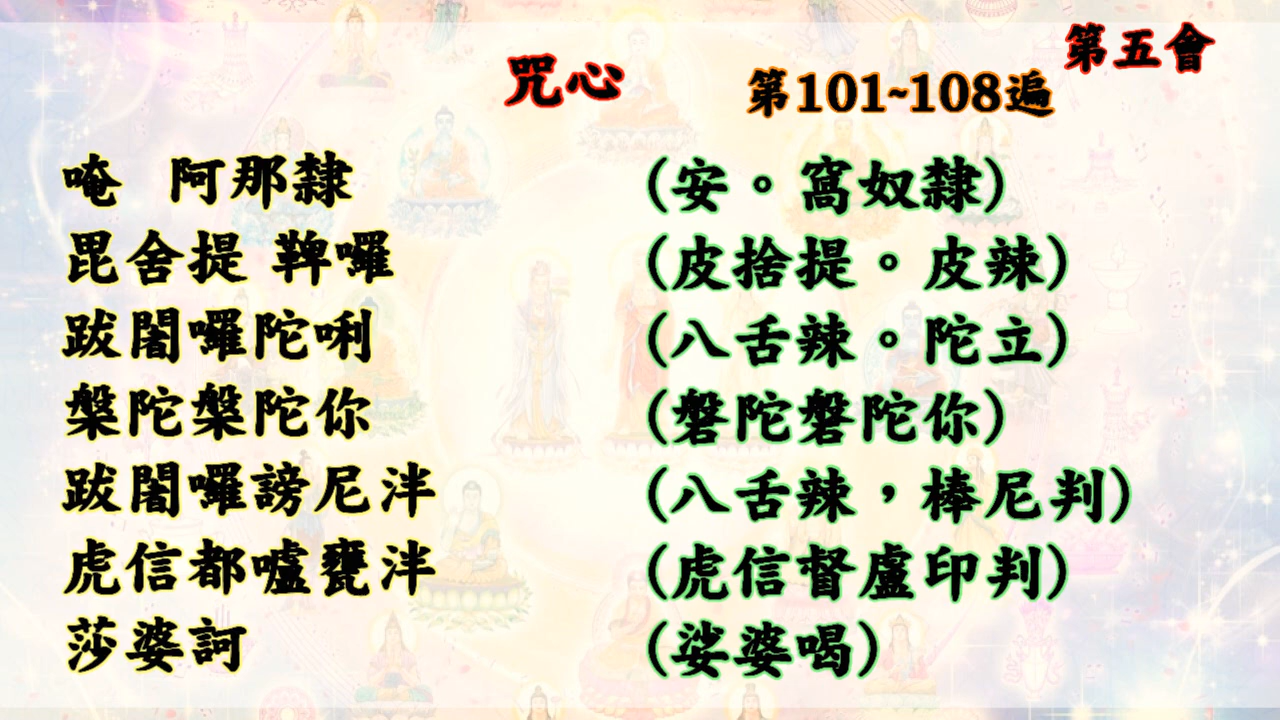 第五會
咒心 第101~108遍
唵 阿那隸 (安。窩奴隸)
毘舍提 鞞囉 (皮捨提。皮辣)
跋闍囉陀唎 (八舌辣。陀立)
槃陀槃陀你 (磐陀磐陀你)
跋闍囉謗尼泮 (八舌辣，棒尼判)
虎信都嚧甕泮 (虎信督盧印判)
莎婆訶 (娑婆喝)